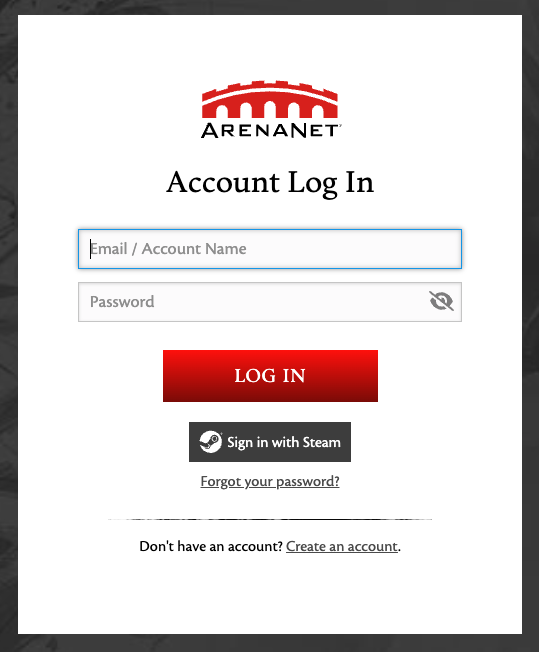 ARENANET
Account Log In
Email / Account Name
Password
LOG IN
Sign in with Steam
Forgot your password?
Don't have an account? Create an account.